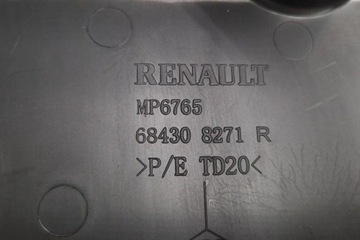 RENAULT
MP6765
68430 8271 R
>P/E TD20<